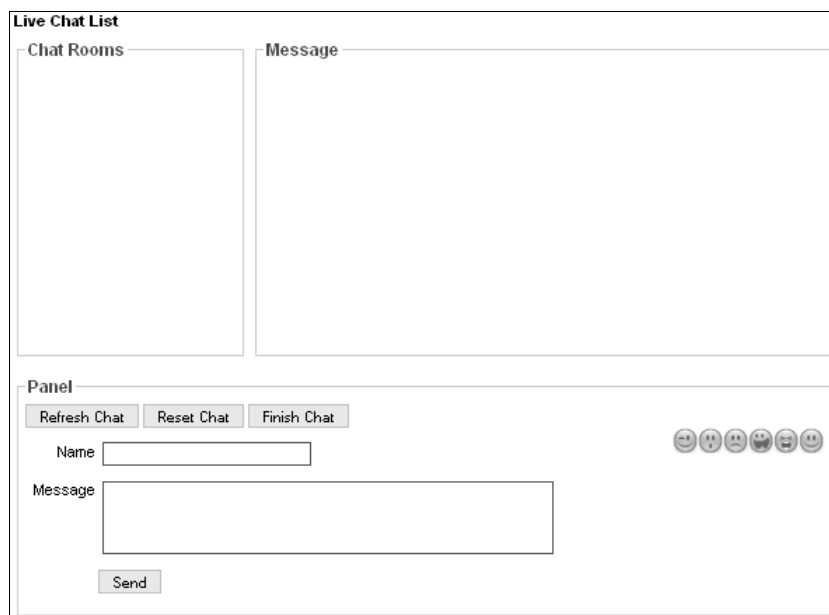 Live Chat List
Chat Rooms
Message
Panel
Refresh Chat Reset Chat Finish Chat
Name
Message
Send